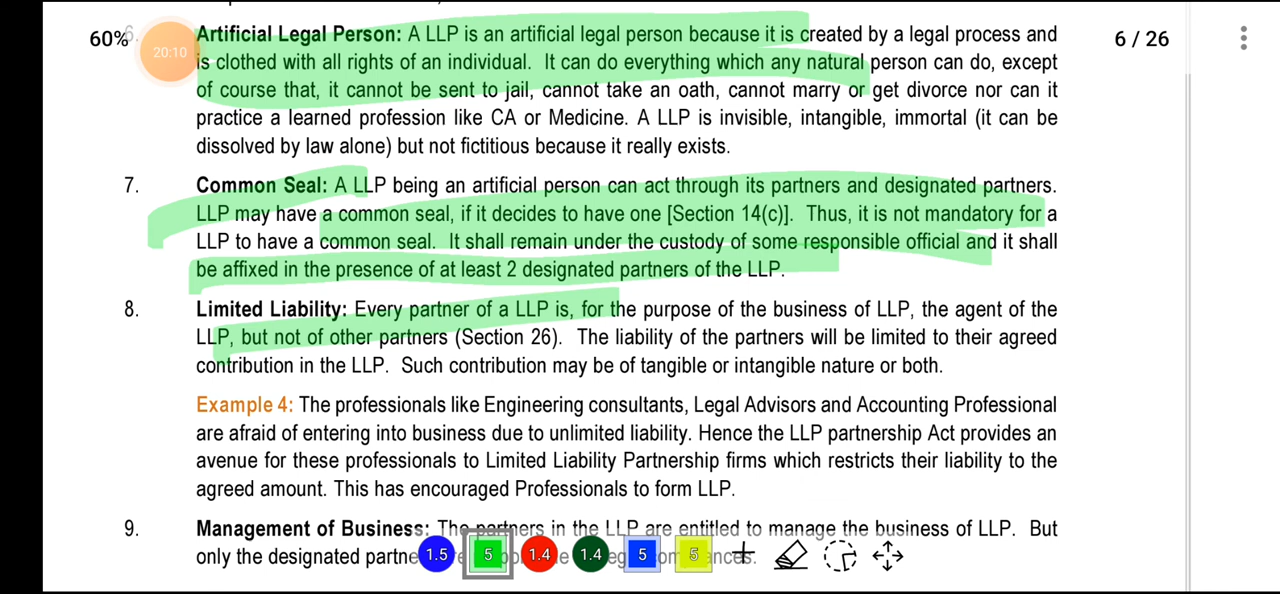 60%
6.
20:10
6 / 26
Artificial Legal Person: A LLP is an artificial legal person because it is created by a legal process and
is clothed with all rights of an individual. It can do everything which any natural person can do, except
of course that, it cannot be sent to jail, cannot take an oath, cannot marry or get divorce nor can it
practice a learned profession like CA or Medicine. A LLP is invisible, intangible, immortal (it can be
dissolved by law alone) but not fictitious because it really exists.
7. Common Seal: A LLP being an artificial person can act through its partners and designated partners.
LLP may have a common seal, if it decides to have one [Section 14(c)]. Thus, it is not mandatory for a
LLP to have a common seal. It shall remain under the custody of some responsible official and it shall
be affixed in the presence of at least 2 designated partners of the LLP.
8. Limited Liability: Every partner of a LLP is, for the purpose of the business of LLP, the agent of the
LLP, but not of other partners (Section 26). The liability of the partners will be limited to their agreed
contribution in the LLP. Such contribution may be of tangible or intangible nature or both.
Example 4: The professionals like Engineering consultants, Legal Advisors and Accounting Professional
are afraid of entering into business due to unlimited liability. Hence the LLP partnership Act provides an
avenue for these professionals to Limited Liability Partnership firms which restricts their liability to the
agreed amount. This has encouraged Professionals to form LLP.
9. Management of Business: The partners in the LLP are entitled to manage the business of LLP. But
only the designated
1.5 5 1.4 1.4 5 5